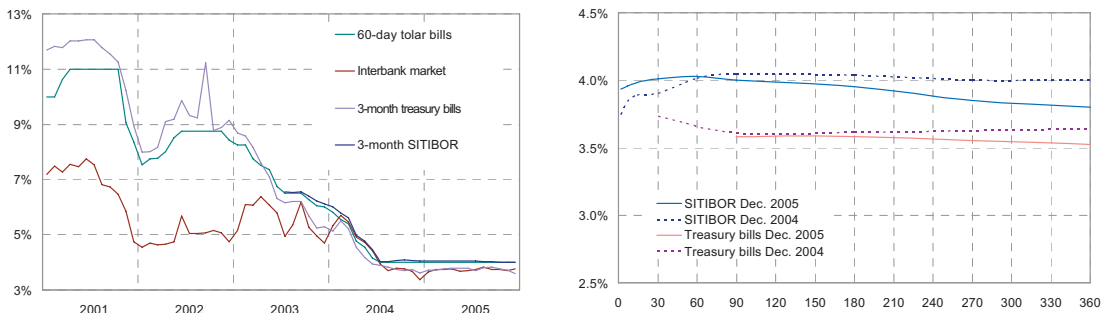 13%
11%
9%
7%
5%
3%
60-day tolar bills
Interbank market
3-month treasury bills
3-month SITIBOR
2001 2002 2003 2004 2005
4.5%
4.0%
3.5%
3.0%
2.5%
SITIBOR Dec. 2005
SITIBOR Dec. 2004
Treasury bills Dec. 2005
Treasury bills Dec. 2004
0 30 60 90 120 150 180 210 240 270 300 330 360